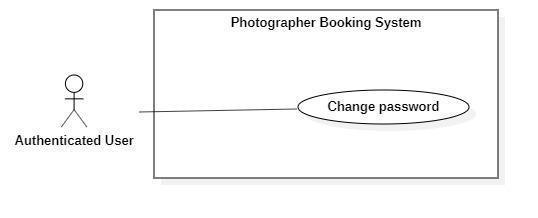 Photographer Booking System
Change password
Authenticated User